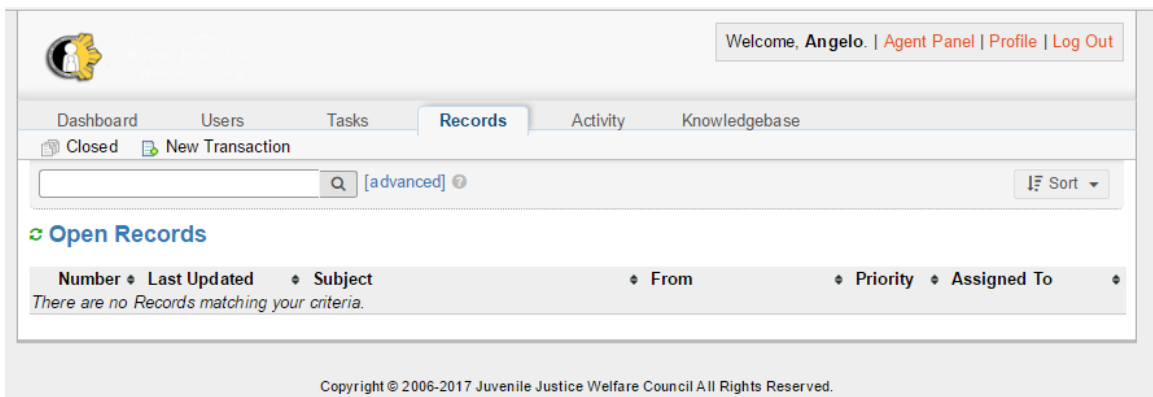 Welcome, Angelo. | Agent Panel | Profile | Log Out
Dashboard Users Tasks Records Activity Knowledgebase
Closed New Transaction
[advanced] Sort
Open Records
Number Last Updated Subject From Priority Assigned To
There are no Records matching your criteria.
Copyright © 2006-2017 Juvenile Justice Welfare Council All Rights Reserved.